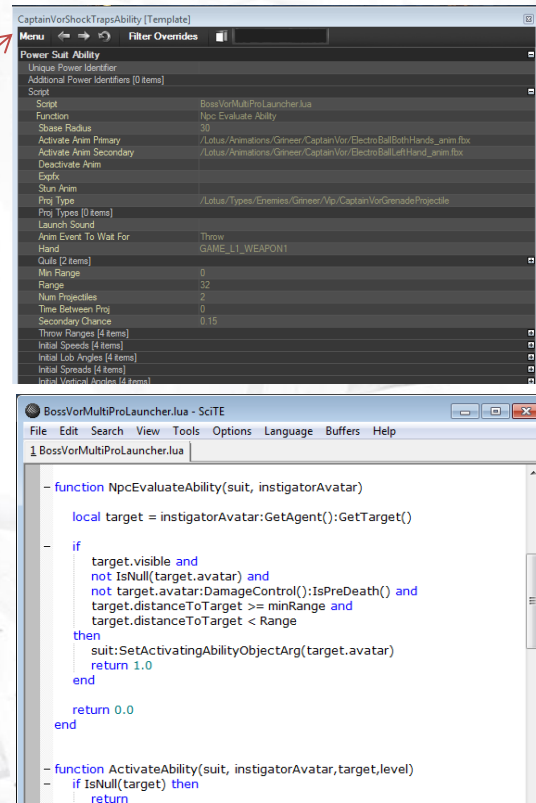 CaptainVorShockTrapsAbility [Template]
Menu Filter Overrides
Power Suit Ability
Unique Power Identifier
Additional Power Identifiers [0 items]
Script
Script BossVorMultiProLauncher.lua
Function Npc Evaluate Ability
Sbase Radius 30
Activate Anim Primary /Lotus/Animations/Grineer/CaptainVor/ElectroBallBothHands_anim.fbx
Activate Anim Secondary /Lotus/Animations/Grineer/CaptainVor/ElectroBallLeftHand_anim.fbx
Deactivate Anim
Expfx
Stun Anim
Proj Type /Lotus/Types/Enemies/Grineer/Vip/CaptainVorGrenadeProjectile
Proj Types [0 items]
Launch Sound
Anim Event To Wait For Throw
Hand GAME_L1_WEAPON1
Quils [2 items]
Min Range 0
Range 32
Num Projectiles 2
Time Between Proj 0
Secondary Chance 0.15
Throw Ranges [4 items]
Initial Speeds [4 items]
Initial Lob Angles [4 items]
Initial Spreads [4 items]
Initial Vertical Angles [4 items]
BossVorMultiProLauncher.lua - SciTE
File Edit Search View Tools Options Language Buffers Help
1 BossVorMultiProLauncher.lua
function NpcEvaluateAbility(suit, instigatorAvatar)
local target = instigatorAvatar:GetAgent():GetTarget()
if
target.visible and
not IsNull(target.avatar) and
not target.avatar:DamageControl():IsPreDeath() and
target.distanceToTarget >= minRange and
target.distanceToTarget < Range
then
suit:SetActivatingAbilityObjectArg(target.avatar)
return 1.0
end
return 0.0
end
function ActivateAbility(suit, instigatorAvatar,target,level)
if IsNull(target) then
return